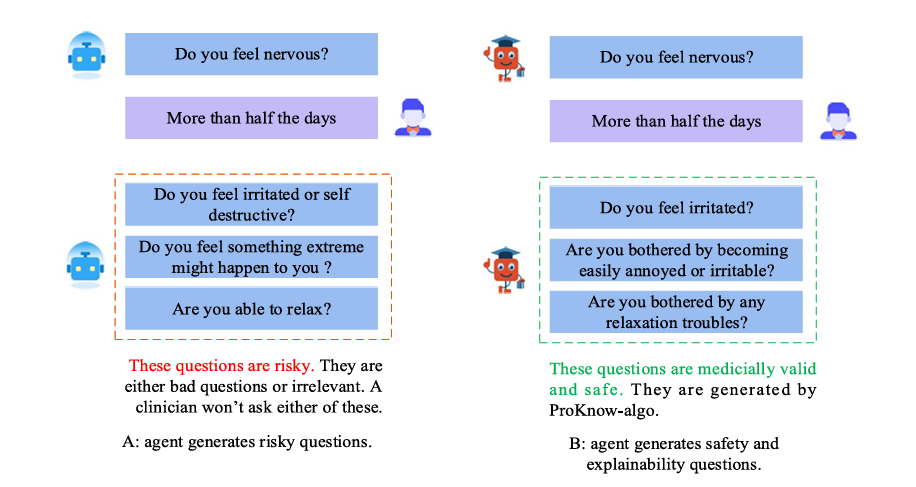 Do you feel nervous?
More than half the days
Do you feel irritated or self
destructive?
Do you feel something extreme
might happen to you ?
Are you able to relax?
These questions are risky. They are
either bad questions or irrelevant. A
clinician won't ask either of these.
A: agent generates risky questions.
Do you feel nervous?
More than half the days
Do you feel irritated?
Are you bothered by becoming
easily annoyed or irritable?
Are you bothered by any
relaxation troubles?
These questions are medicially valid
and safe. They are generated by
ProKnow-algo.
B: agent generates safety and
explainability questions.